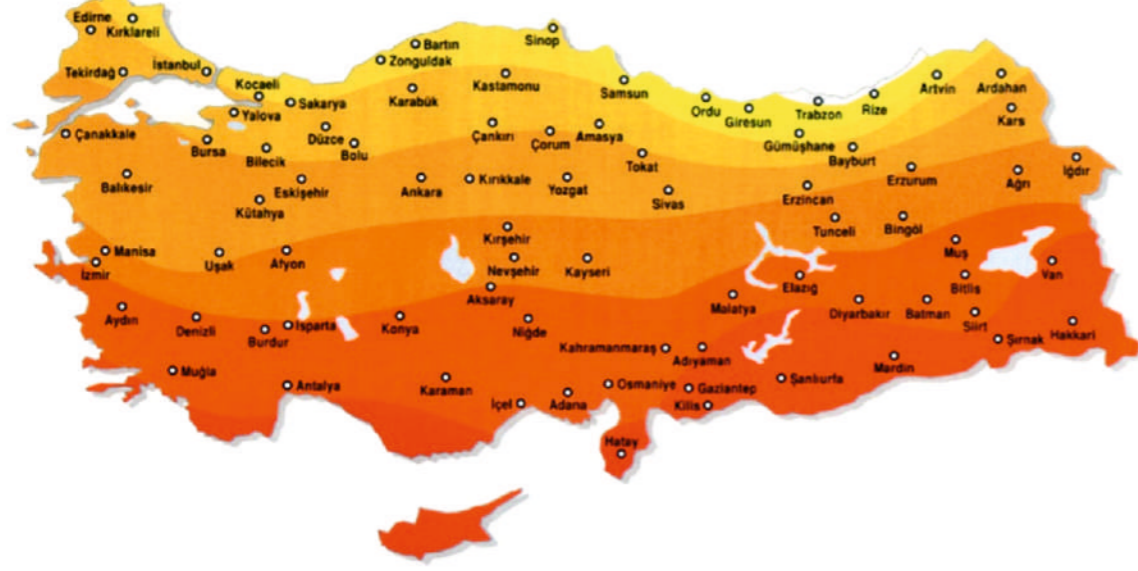 Edirne
Kırklareli
Tekirdağ
İstanbul
Kocaeli
Yalova
Sakarya
Çanakkale
Bursa
Bilecik
Düzce
Bolu
Bartın
Zonguldak
Karabük
Kastamonu
Sinop
Samsun
Çankırı
Çorum
Amasya
Tokat
Ordu
Giresun
Trabzon
Rize
Artvin
Ardahan
Kars
Gümüşhane
Bayburt
Balıkesir
Kütahya
Eskişehir
Ankara
Kırıkkale
Yozgat
Sivas
Erzincan
Erzurum
Ağrı
Iğdır
Manisa
İzmir
Uşak
Afyon
Kırşehir
Nevşehir
Kayseri
Aksaray
Tunceli
Bingöl
Muş
Bitlis
Van
Elazığ
Malatya
Diyarbakır
Batman
Siirt
Şırnak
Hakkari
Aydın
Denizli
Burdur
Isparta
Konya
Niğde
Kahramanmaraş
Adıyaman
Mardin
Muğla
Antalya
Karaman
İçel
Adana
Osmaniye
Gaziantep
Kilis
Şanlıurfa
Hatay